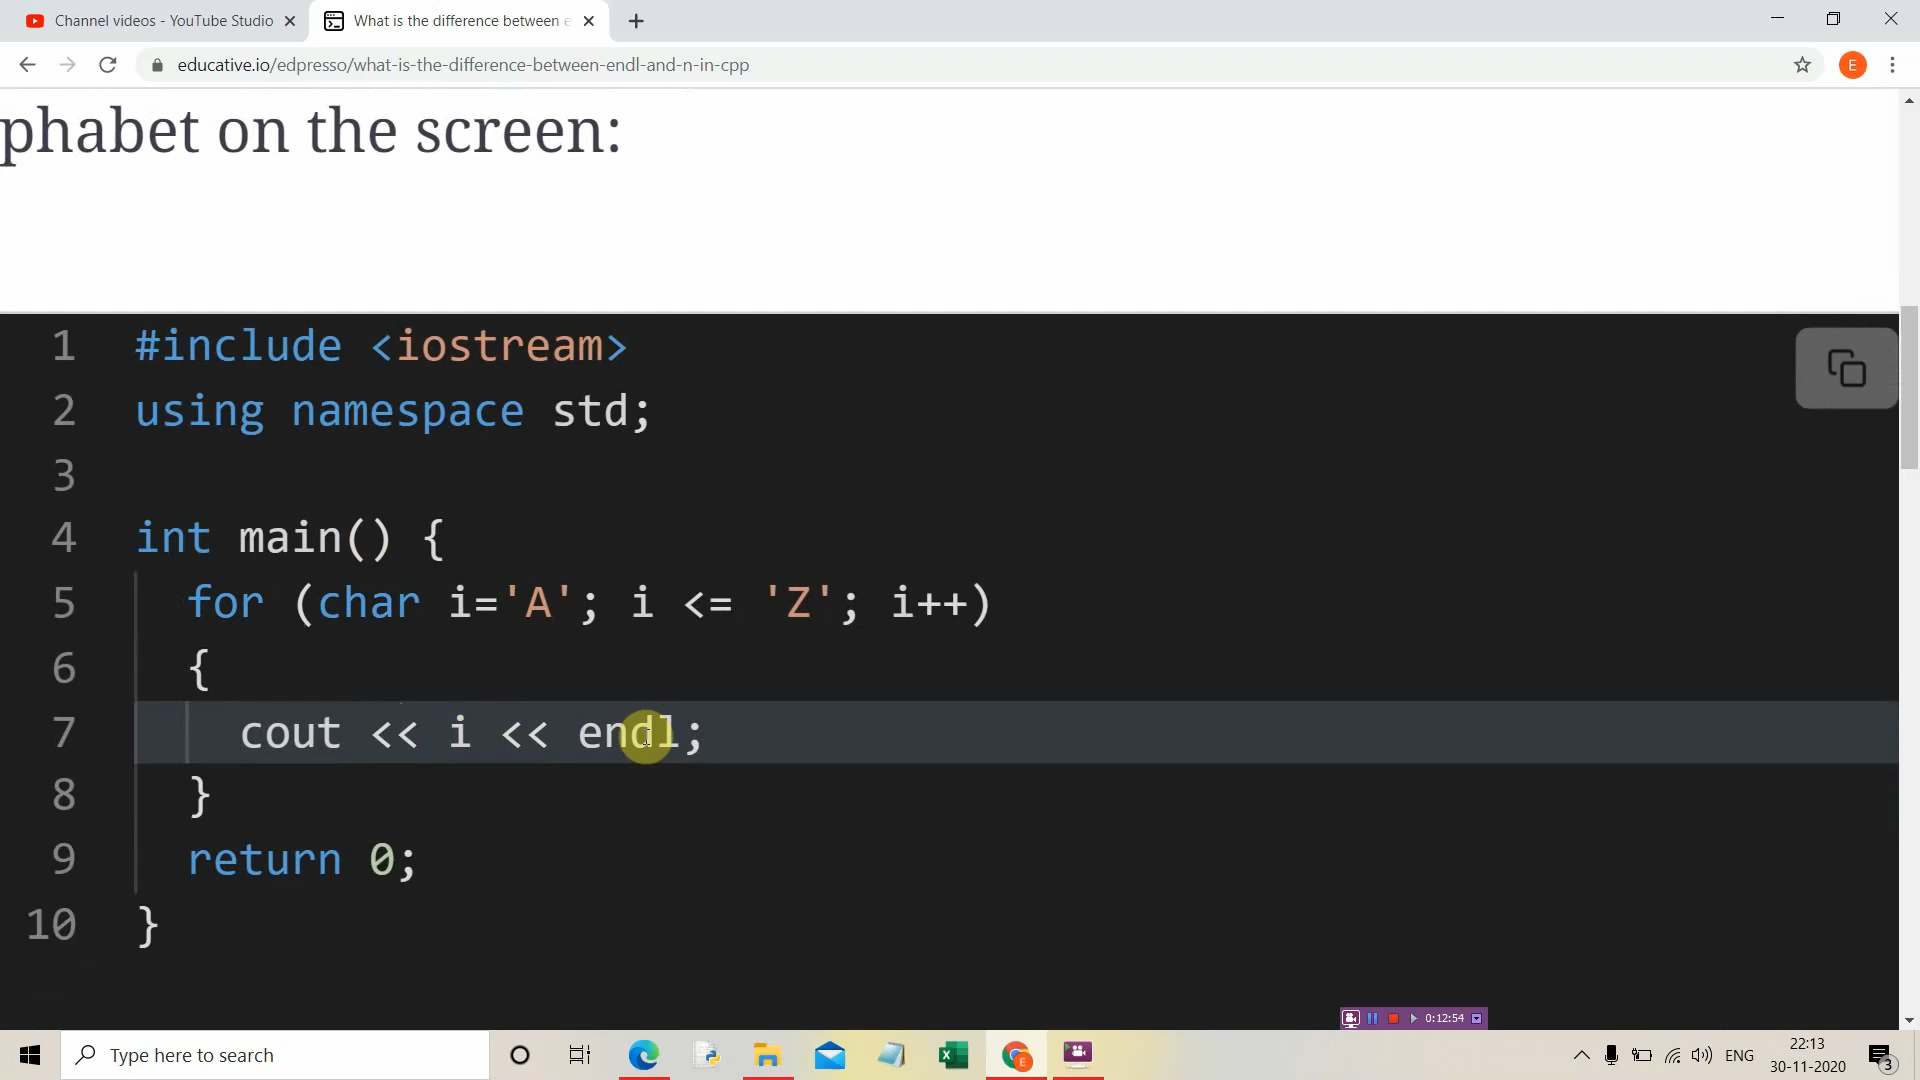 Channel videos - YouTube Studio
What is the difference between e
educative.io/edpresso/what-is-the-difference-between-endl-and-n-in-cpp
E
phabet on the screen:
1 #include <iostream>
2 using namespace std;
3
4 int main() {
5 for (char i='A'; i <= 'Z'; i++)
6 {
7 cout << i << endl;
8 }
9 return 0;
10 }
0:12:54
Type here to search
E
ENG
22:13
30-11-2020
3